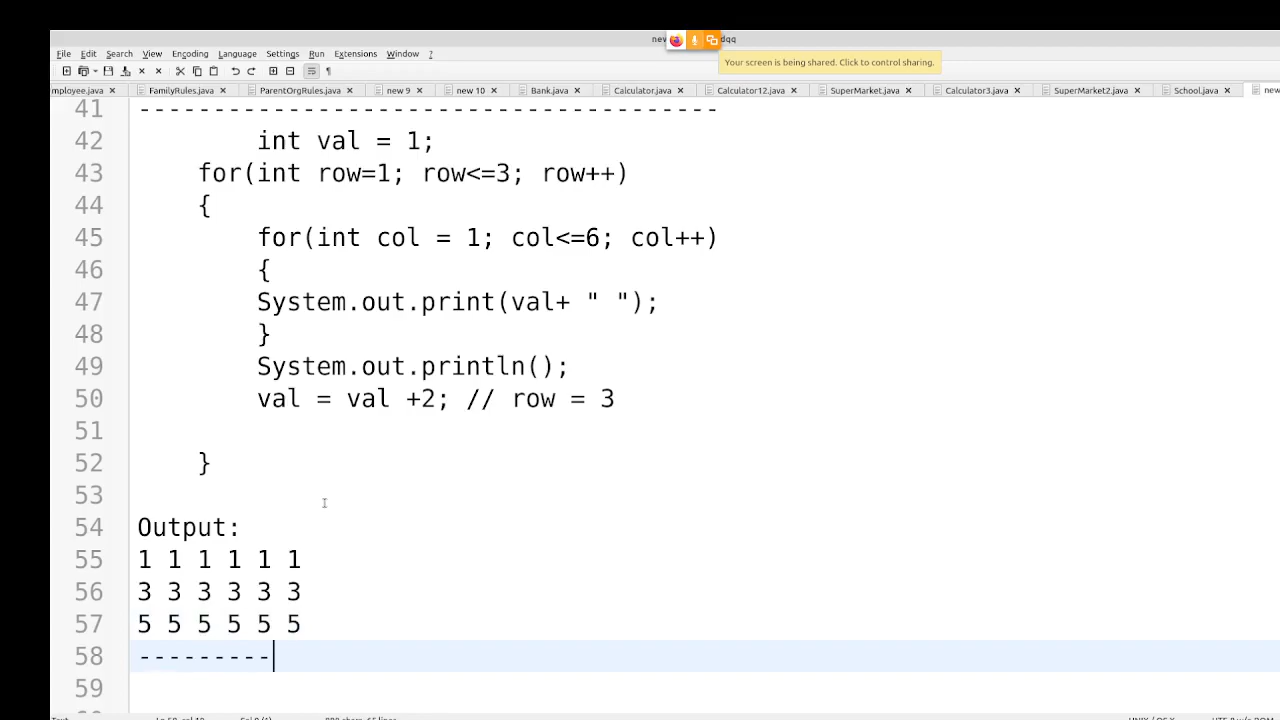 new dqq
Your screen is being shared. Click to control sharing.
File Edit Search View Encoding Language Settings Run Extensions Window ?
mployee.java FamilyRules.java ParentOrgRules.java new 9 new 10 Bank.java Calculator.java Calculator12.java SuperMarket.java Calculator3.java SuperMarket2.java School.java new
41 ---------------------------------------
42 int val = 1;
43 for(int row=1; row<=3; row++)
44 {
45 for(int col = 1; col<=6; col++)
46 {
47 System.out.print(val+ " ");
48 }
49 System.out.println();
50 val = val +2; // row = 3
51
52 }
53
54 Output:
55 1 1 1 1 1 1
56 3 3 3 3 3 3
57 5 5 5 5 5 5
58 ---------
59